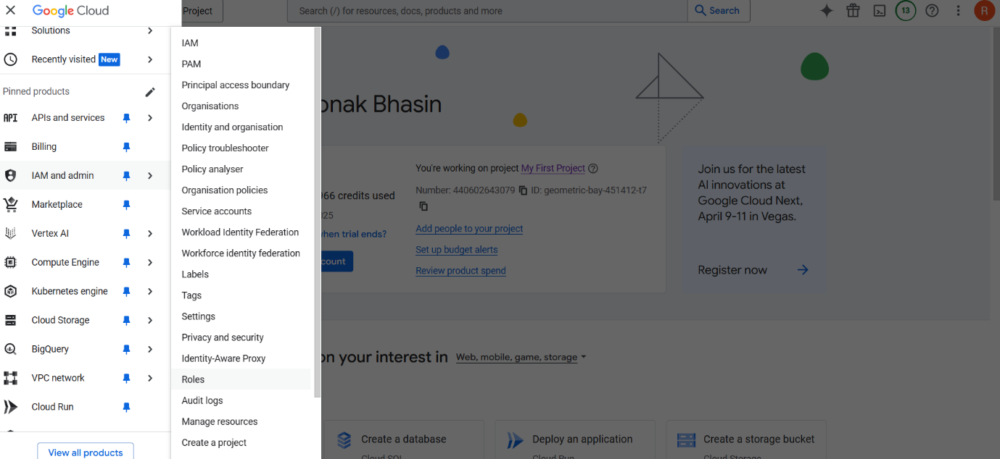 Google Cloud
Project
Search (/) for resources, docs, products and more
Search
13
R
Solutions
Recently visited New
Pinned products
API APIs and services
Billing
IAM and admin
Marketplace
Vertex AI
Compute Engine
Kubernetes engine
Cloud Storage
BigQuery
VPC network
Cloud Run
View all products
IAM
PAM
Principal access boundary
Organisations
Identity and organisation
Policy troubleshooter
Policy analyser
Organisation policies
Service accounts
Workload Identity Federation
Workforce identity federation
Labels
Tags
Settings
Privacy and security
Identity-Aware Proxy
Roles
Audit logs
Manage resources
Create a project
onak Bhasin
66 credits used
025
when trial ends?
count
You're working on project My First Project
Number: 440602643079 ID: geometric-bay-451412-t7
Add people to your project
Set up budget alerts
Review product spend
Join us for the latest
AI innovations at
Google Cloud Next,
April 9-11 in Vegas.
Register now
on your interest in Web, mobile, game, storage
Create a database
Cloud SQL
Deploy an application
Cloud Run
Create a storage bucket
Cloud Storage